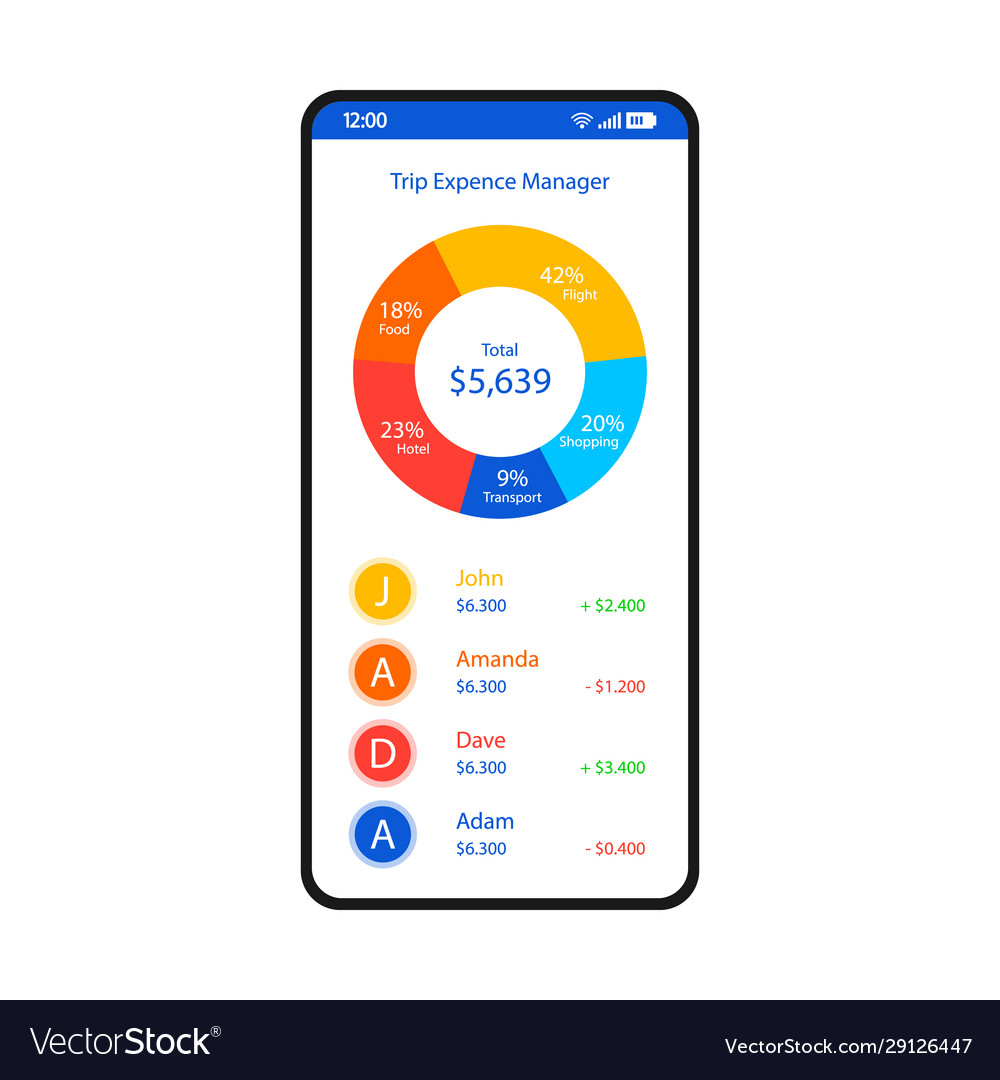 12:00
Trip Expence Manager
42%
Flight
18%
Food
Total
$5,639
23%
Hotel
20%
Shopping
9%
Transport
J
John
$6.300 + $2.400
A
Amanda
$6.300 - $1.200
D
Dave
$6.300 + $3.400
A
Adam
$6.300 - $0.400
VectorStock®
VectorStock.com/29126447